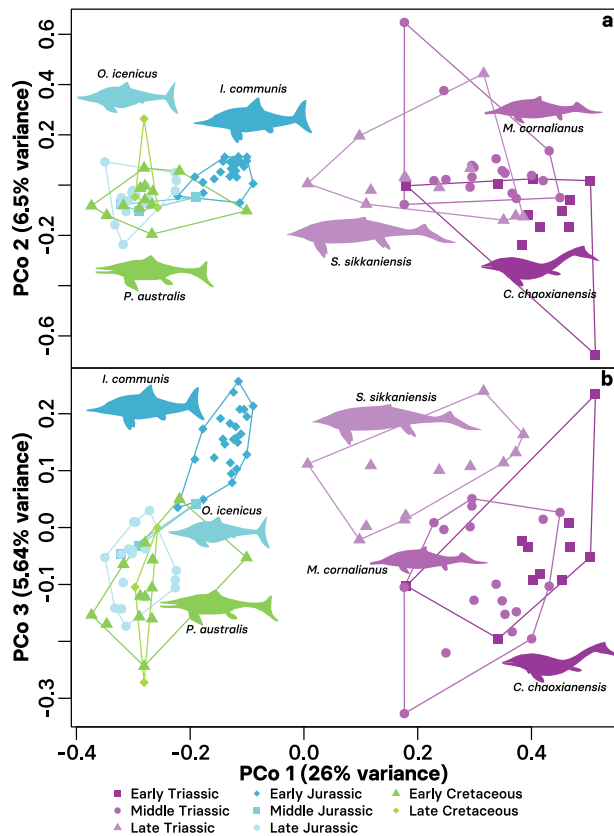 a
0.6
0.4
0.2
-0.2
-0.6
PCo 2 (6.5% variance)
O. icenicus
I. communis
M. cornalianus
S. sikkaniensis
P. australis
C. chaoxianensis
b
0.2
0.1
0.0
-0.1
-0.3
PCo 3 (5.64% variance)
I. communis
S. sikkaniensis
O. icenicus
M. cornalianus
P. australis
C. chaoxianensis
-0.4 -0.2 0.0 0.2 0.4
PCo 1 (26% variance)
Early Triassic Early Jurassic Early Cretaceous
Middle Triassic Middle Jurassic Late Cretaceous
Late Triassic Late Jurassic